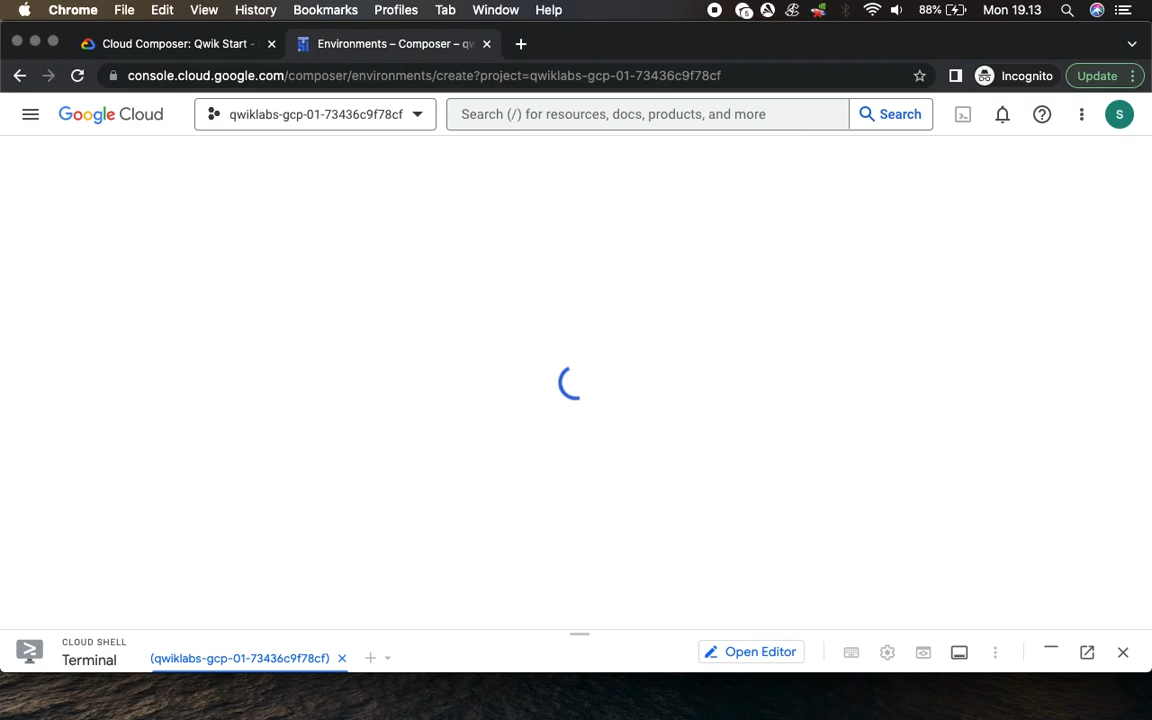 Chrome File Edit View History Bookmarks Profiles Tab Window Help 5 88% Mon 19.13
Cloud Composer: Qwik Start - Environments – Composer – qw
console.cloud.google.com/composer/environments/create?project=qwiklabs-gcp-01-73436c9f78cf Incognito Update
Google Cloud qwiklabs-gcp-01-73436c9f78cf Search (/) for resources, docs, products, and more Search S
CLOUD SHELL
Terminal (qwiklabs-gcp-01-73436c9f78cf) Open Editor